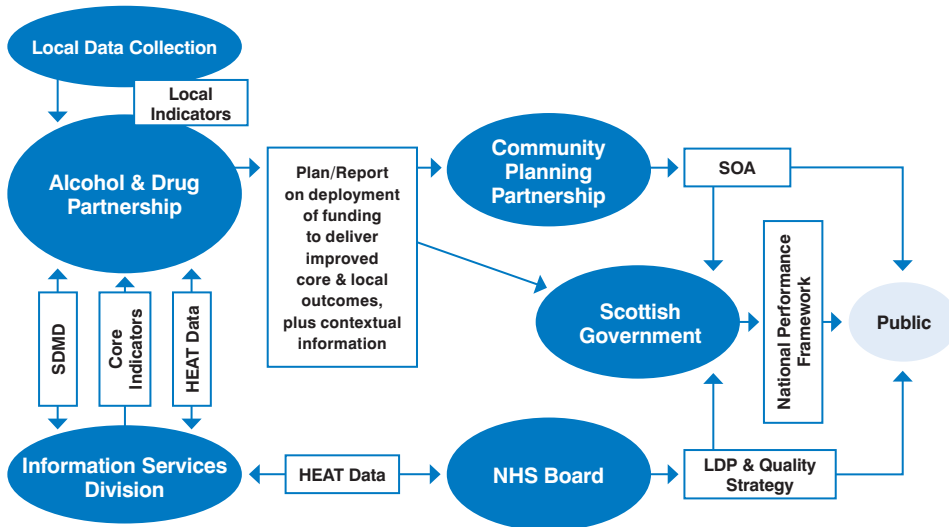 Local Data Collection
Local
Indicators
Alcohol & Drug
Partnership
Plan/Report
on deployment
of funding
to deliver
improved
core & local
outcomes,
plus contextual
information
Community
Planning
Partnership
SOA
Scottish
Government
National Performance
Framework
Public
SDMD
Core
Indicators
HEAT Data
Information Services
Division
HEAT Data
NHS Board
LDP & Quality
Strategy